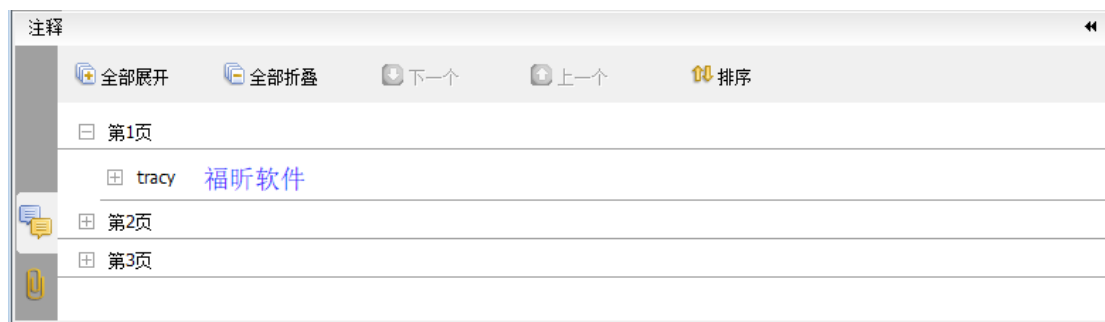 注释
全部展开 全部折叠 下一个 上一个 排序
第1页
tracy 福昕软件
第2页
第3页